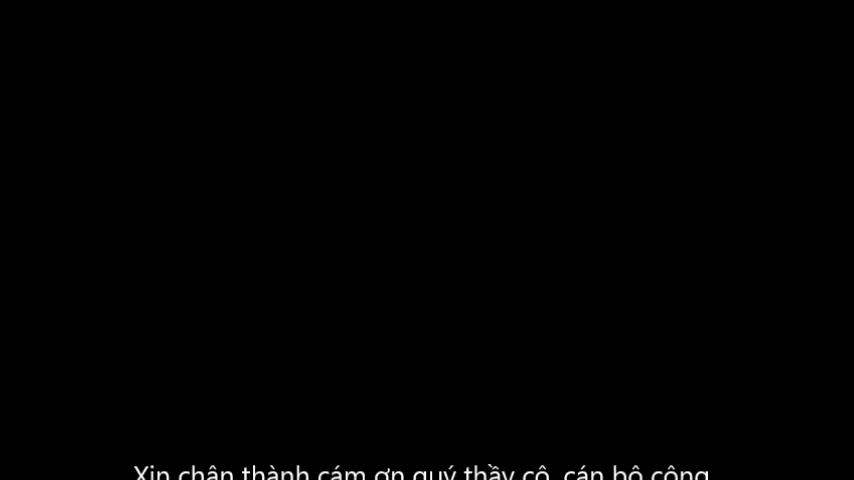 Xin chân thành cám ơn quý thầy cô, cán bộ công